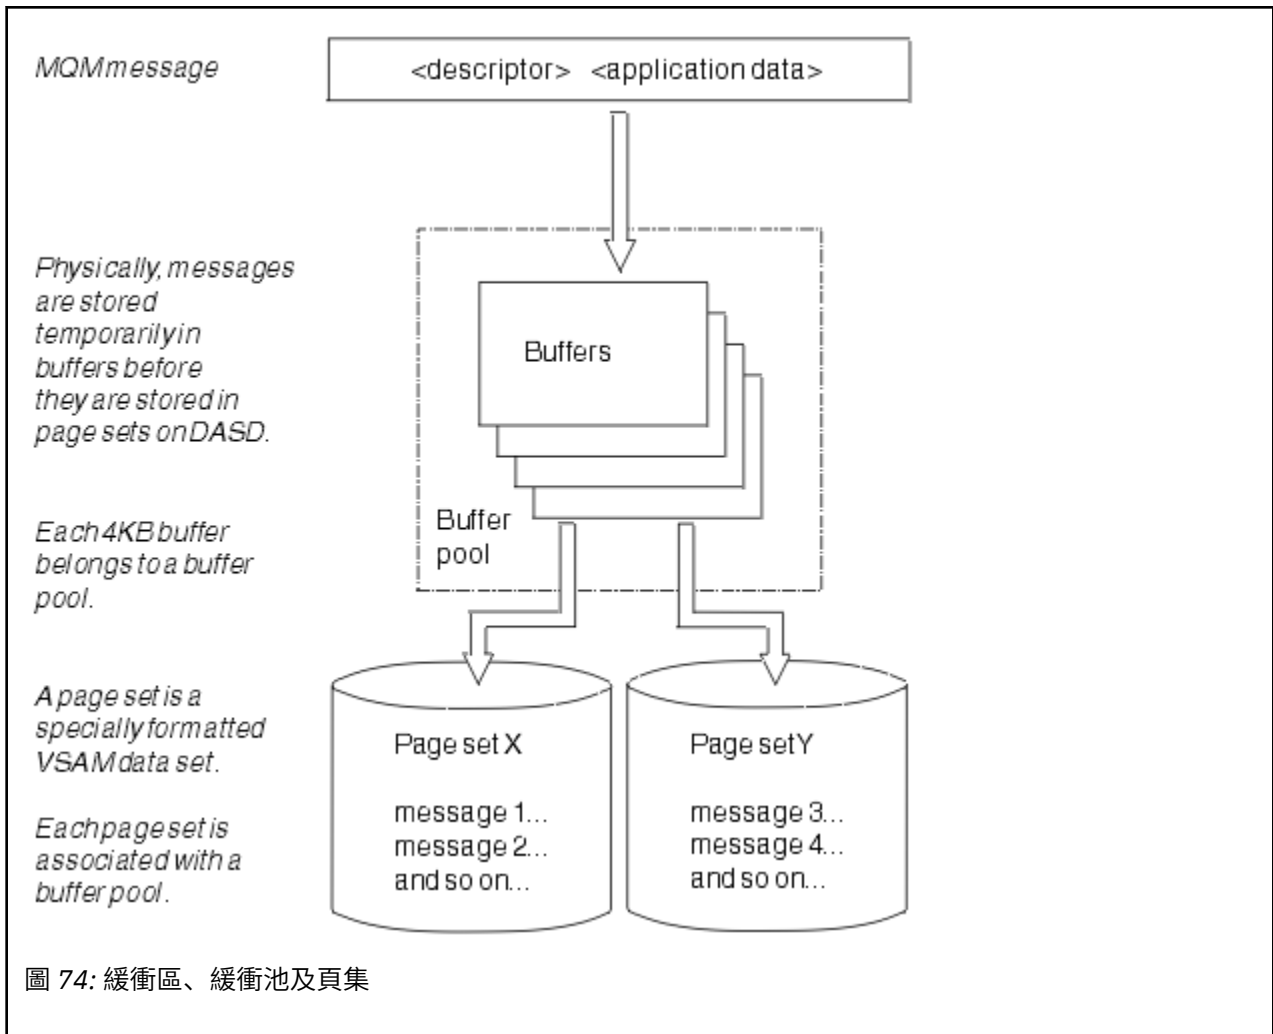 MQM message
<descriptor> <application data>
Physically, messages
are stored
temporarily in
buffers before
they are stored in
page sets on DASD.
Buffers
Buffer
pool
Each 4KB buffer
belongs to a buffer
pool.
A page set is a
specially formatted
VSAM data set.
Each page set is
associated with a
buffer pool.
Page set X
message 1...
message 2...
and so on...
Page set Y
message 3...
message 4...
and so on...
圖 74: 緩衝區、緩衝池及頁集